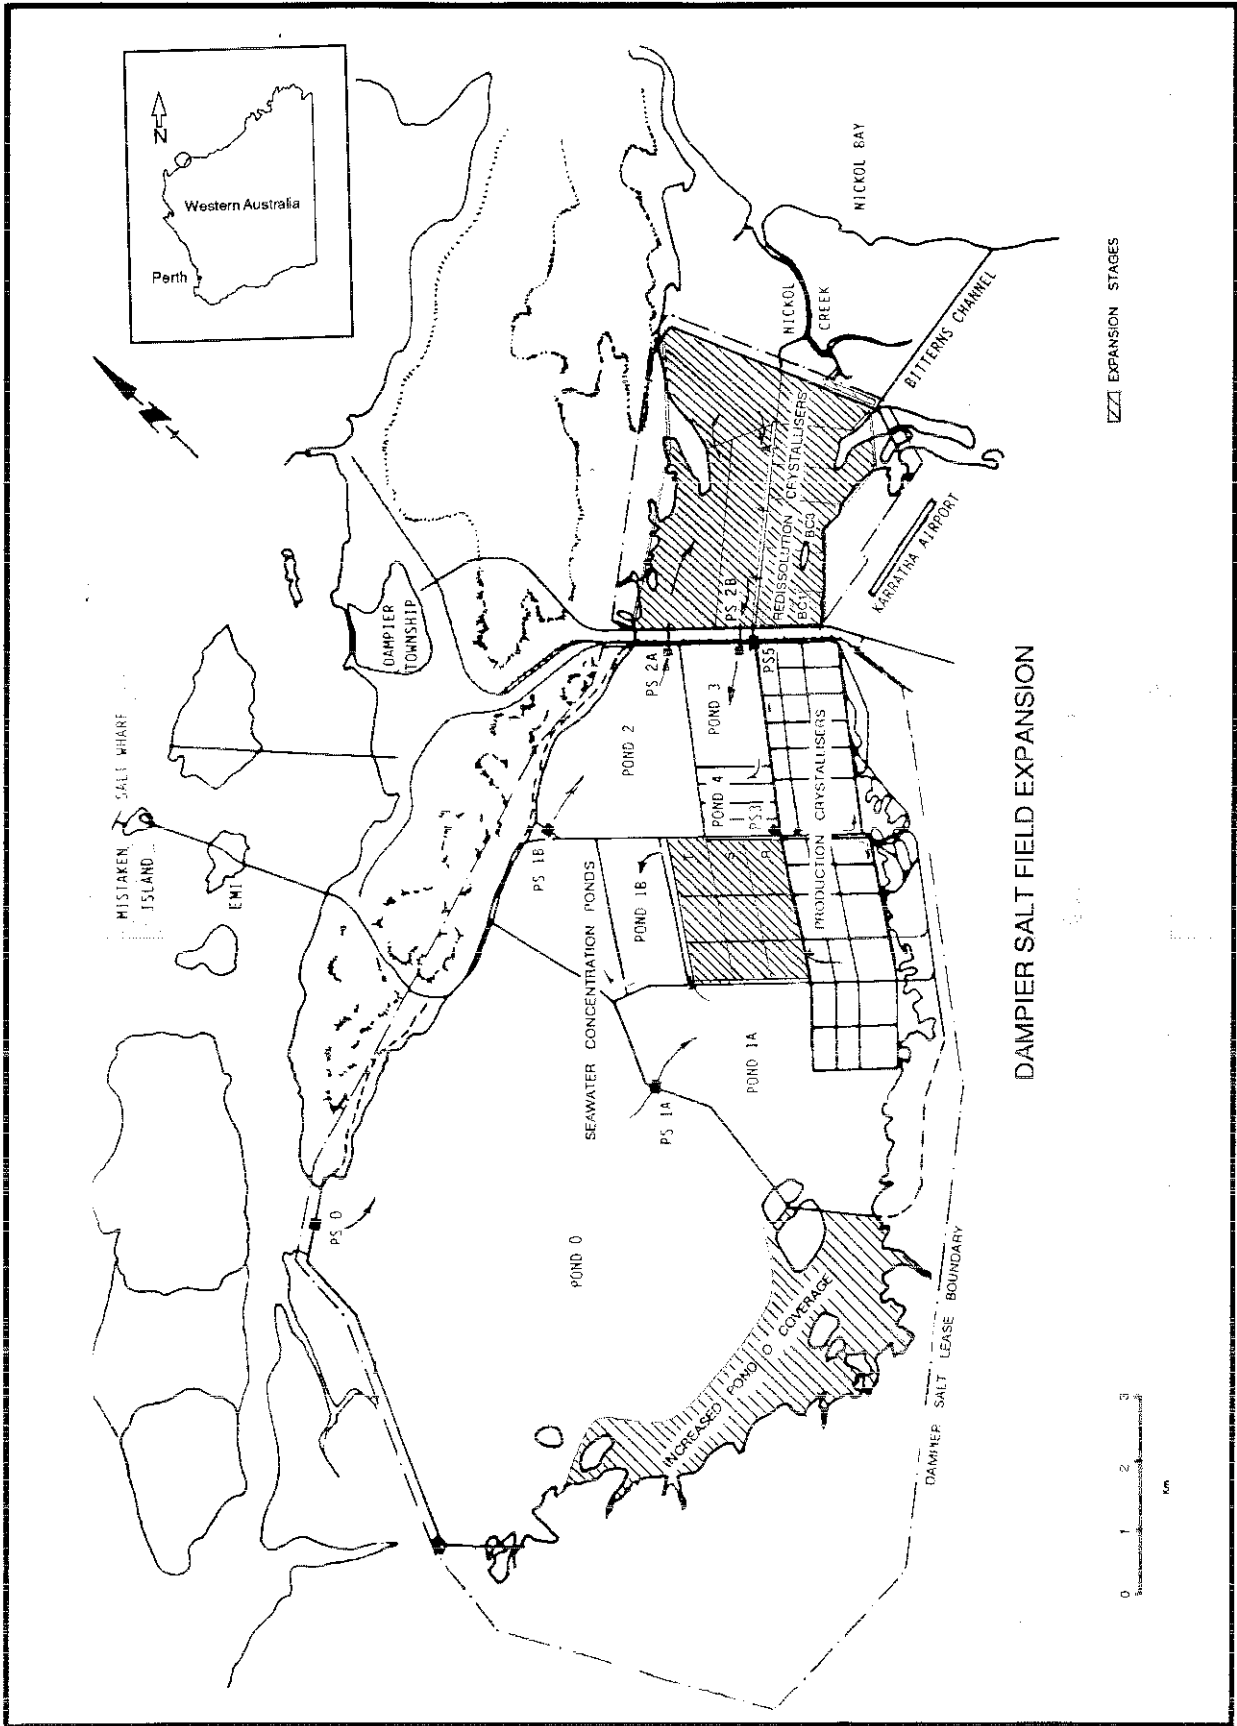 N
Western Australia
Perth
N
MISTAKEN
ISLAND
SALT WHARF
EMI
DAMPIER
TOWNSHIP
NICKOL BAY
NICKOL
CREEK
BITTERNS CHANNEL
KARRATHA AIRPORT
REDISSOLUTION CRYSTALLISERS
BC1
BC3
PS 2B
PS 2A
PS5
POND 2
POND 3
POND 4
PS3
PRODUCTION CRYSTALLISERS
PS 1B
POND 1B
SEAWATER CONCENTRATION PONDS
POND 1A
PS 1A
PS 0
POND 0
INCREASED POND 0 COVERAGE
DAMPIER SALT LEASE BOUNDARY
EXPANSION STAGES
0 1 2 3
KM
DAMPIER SALT FIELD EXPANSION